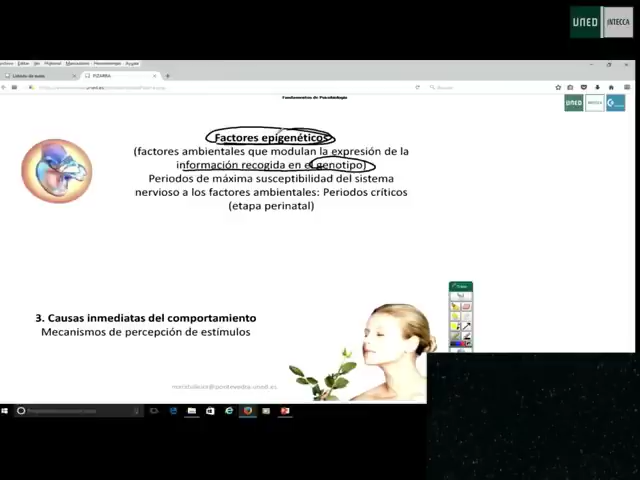 UNED INTECCA
PIZARRA
Fundamentos de Psicobiología
UNED
Factores epigenéticos
(factores ambientales que modulan la expresión de la
información recogida en el genotipo)
Periodos de máxima susceptibilidad del sistema
nervioso a los factores ambientales: Periodos críticos
(etapa perinatal)
3. Causas inmediatas del comportamiento
Mecanismos de percepción de estímulos